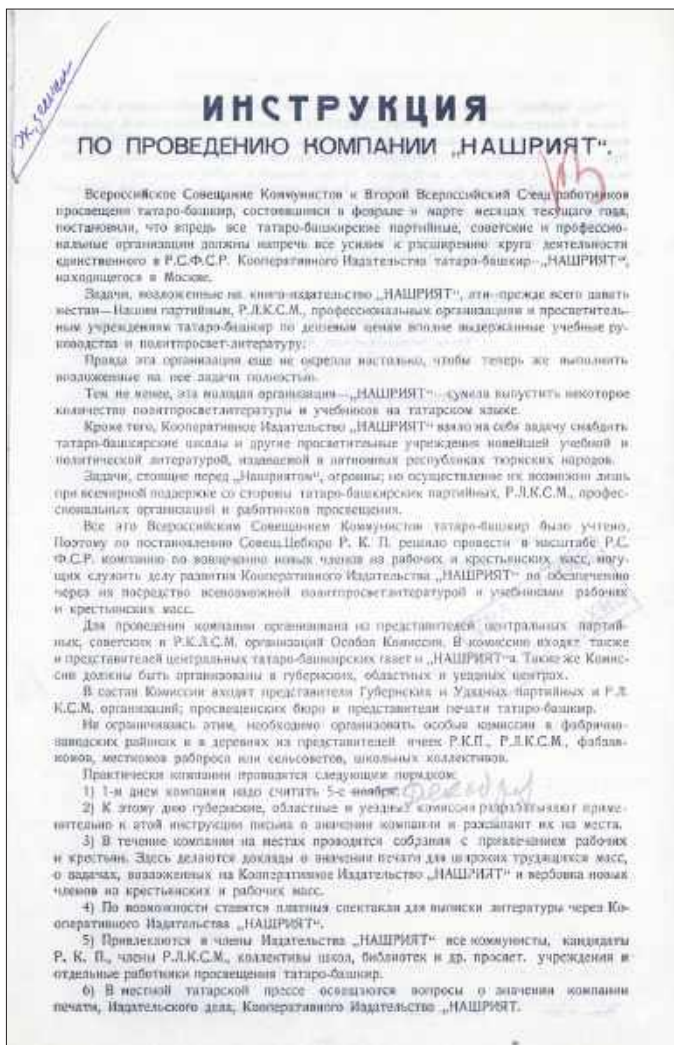 ИНСТРУКЦИЯ
ПО ПРОВЕДЕНИЮ КОМПАНИИ „НАШРИЯТ“.
Всероссийское Совещание Коммунистов и Второй Всероссийский Съезд работников
просвещения татаро-башкир, состоявшиеся в феврале и марте месяцах текущего года,
постановили, что впредь все татаро-башкирские партийные, советские и профессио-
нальные организации должны напречь все усилия к расширению круга деятельности
единственного в Р.С.Ф.С.Р. Кооперативного Издательства татаро-башкир—„НАШРИЯТ“,
находящегося в Москве.
Задачи, возложенные на книго-издательство „НАШРИЯТ“, эти—прежде всего давать
местам—Нашим партийным, Р.Л.К.С.М., профессиональным организациям и просветитель-
ным учреждениям татаро-башкир по дешевым ценам вполне выдержанные учебные ру-
ководства и политпросвет-литературу.
Правда эта организация еще не окрепла настолько, чтобы теперь же выполнить
возложенные на нее задачи полностью.
Тем не менее, эта молодая организация—„НАШРИЯТ“—сумела выпустить некоторое
количество политпросветлитературы и учебников на татарском языке.
Кроме того, Кооперативное Издательство „НАШРИЯТ“ взяло на себя задачу снабдить
татаро-башкирские школы и другие просветительные учреждения новейшей учебной и
политической литературой, издаваемой в автономных республиках тюркских народов.
Задачи, стоящие перед „Нашриятом“, огромны; но осуществление их возможно лишь
при всемерной поддержке со стороны татаро-башкирских партийных, Р.Л.К.С.М., профес-
сиональных организаций и работников просвещения.
Все это Всероссийским Совещанием Коммунистов татаро-башкир было учтено.
Поэтому по постановлению Совещ.Цебюро Р. К. П. решило провести в масштабе Р.С.
Ф.С.Р. компанию по вовлечению новых членов из рабочих и крестьянских масс, могу-
щих служить делу развития Кооперативного Издательства „НАШРИЯТ“ по обеспечению
через их посредство всевозможной политпросветлитературой и учебниками рабочих
и крестьянских масс.
Для проведения компании организована из представителей центральных партий-
ных, советских и Р.К.Л.С.М. организаций Особая Комиссия. В комиссию входят также
и представителей центральных татаро-башкирских газет и „НАШРИЯТ“а. Такие же Комис-
сии должны быть организованы в губернских, областных и уездных центрах.
В состав Комиссии входят представители Губернских и Уездных партийных и Р.Л.
К.С.М. организаций; просвещенских бюро и представители печати татаро-башкир.
Не ограничиваясь этим, необходимо организовать особые комиссии в фабрично-
заводских районах и в деревнях из представителей ячеек Р.К.П., Р.Л.К.С.М., фабзав-
комов, месткомов рабпроса или сельсоветов, школьных коллективов.
Практически компании проводятся следующим порядком:
1) 1-м днем компании надо считать 5-е ноября.
2) К этому дню губернские, областные и уездные комиссии разрабатывают приме-
нительно к этой инструкции письма о значении компании и рассылают их на места.
3) В течение компании на местах проводятся собрания с привлечением рабочих
и крестьян. Здесь делаются доклады о значении печати для широких трудящихся масс,
о задачах, возложенных на Кооперативное Издательство „НАШРИЯТ“ и вербовка новых
членов из крестьянских и рабочих масс.
4) По возможности ставятся платные спектакли для выписки литературы через Ко-
оперативного Издательства „НАШРИЯТ“.
5) Привлекаются в члены Издательства „НАШРИЯТ“ все коммунисты, кандидаты
Р. К. П., члены Р.Л.К.С.М., коллективы школ, библиотек и др. просвет. учреждения и
отдельные работники просвещения татаро-башкир.
6) В местной татарской прессе освещаются вопросы о значении компании
печати, Издательского дела, Кооперативного Издательство „НАШРИЯТ.